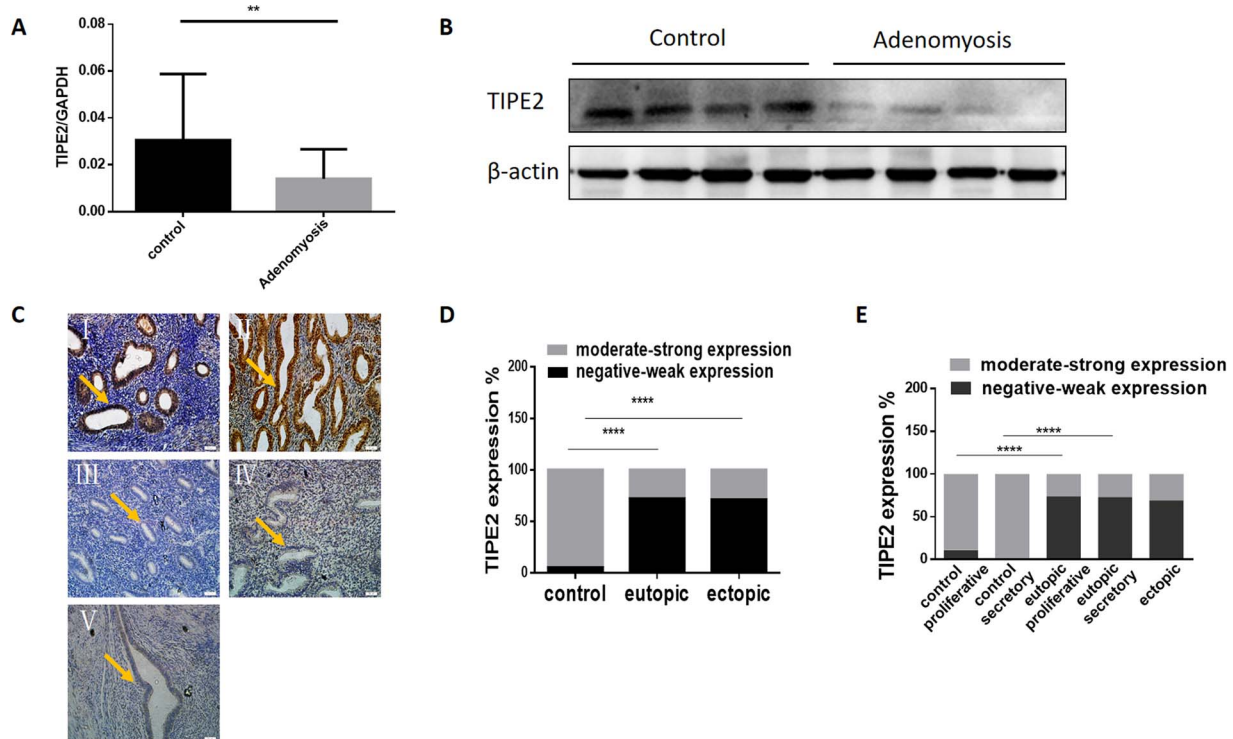 A
**
0.08
0.06
0.04
0.02
0.00
TIPE2/GAPDH
control
Adenomyosis
B
Control
Adenomyosis
TIPE2
β-actin
C
I
II
III
IV
V
D
moderate-strong expression
negative-weak expression
200
150
100
50
0
TIPE2 expression %
****
****
control
eutopic
ectopic
E
moderate-strong expression
negative-weak expression
200
150
100
50
0
TIPE2 expression %
****
****
control
proliferative
control
secretory
eutopic
proliferative
eutopic
secretory
ectopic